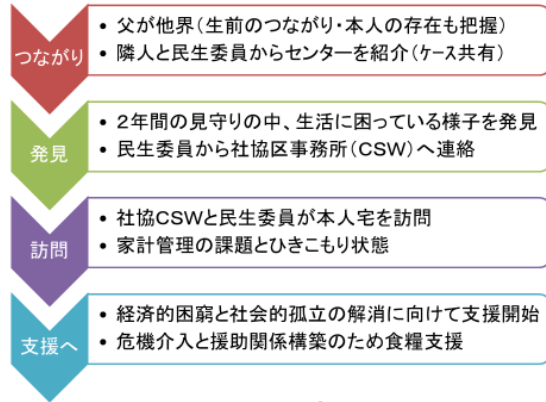 つながり
• 父が他界(生前のつながり・本人の存在も把握)
• 隣人と民生委員からセンターを紹介(ｹｰｽ共有)
発見
• 2年間の見守りの中、生活に困っている様子を発見
• 民生委員から社協区事務所(CSW)へ連絡
訪問
• 社協CSWと民生委員が本人宅を訪問
• 家計管理の課題とひきこもり状態
支援へ
• 経済的困窮と社会的孤立の解消に向けて支援開始
• 危機介入と援助関係構築のため食糧支援